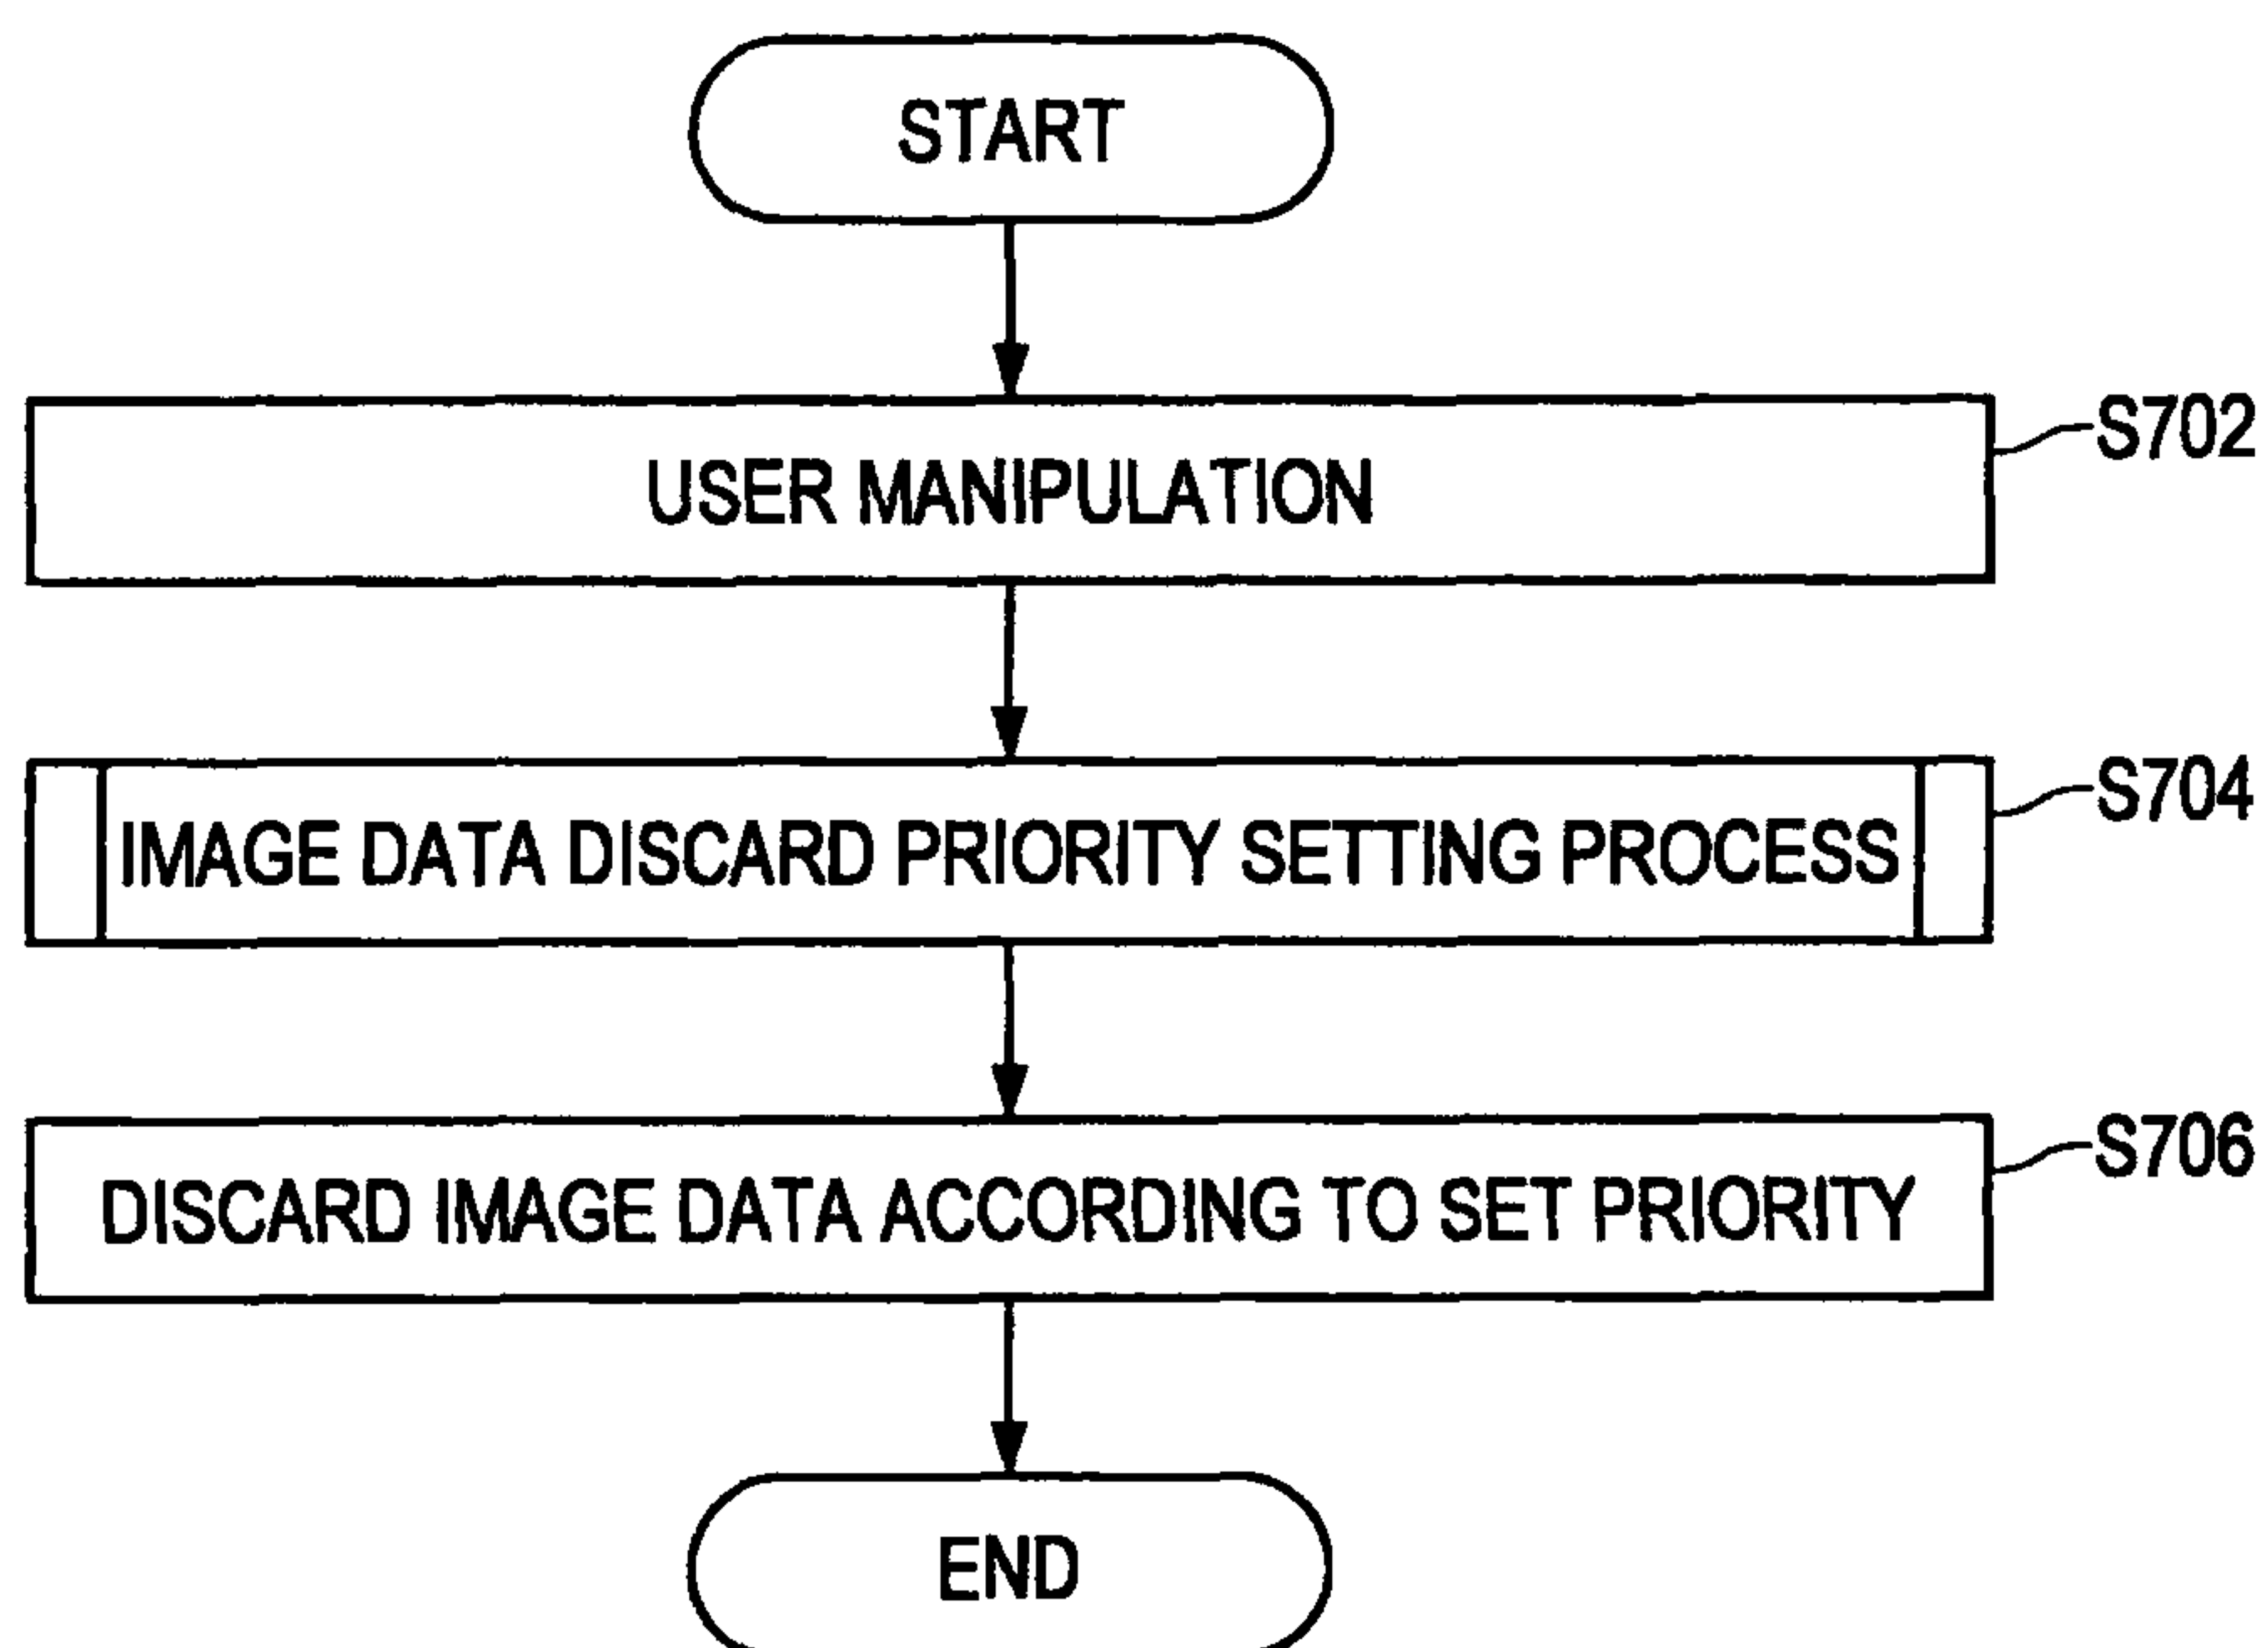 START
USER MANIPULATION
S702
IMAGE DATA DISCARD PRIORITY SETTING PROCESS
S704
DISCARD IMAGE DATA ACCORDING TO SET PRIORITY
S706
END